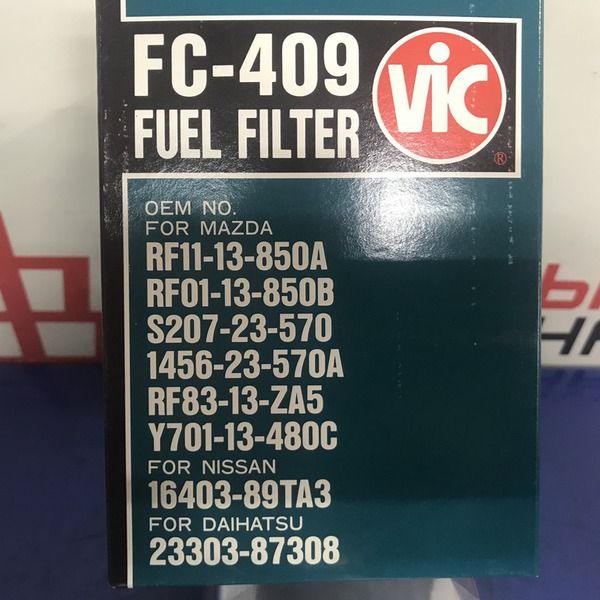 FC-409
FUEL FILTER
ViC
®
OEM NO.
FOR MAZDA
RF11-13-850A
RF01-13-850B
S207-23-570
1456-23-570A
RF83-13-ZA5
Y701-13-480C
FOR NISSAN
16403-89TA3
FOR DAIHATSU
23303-87308